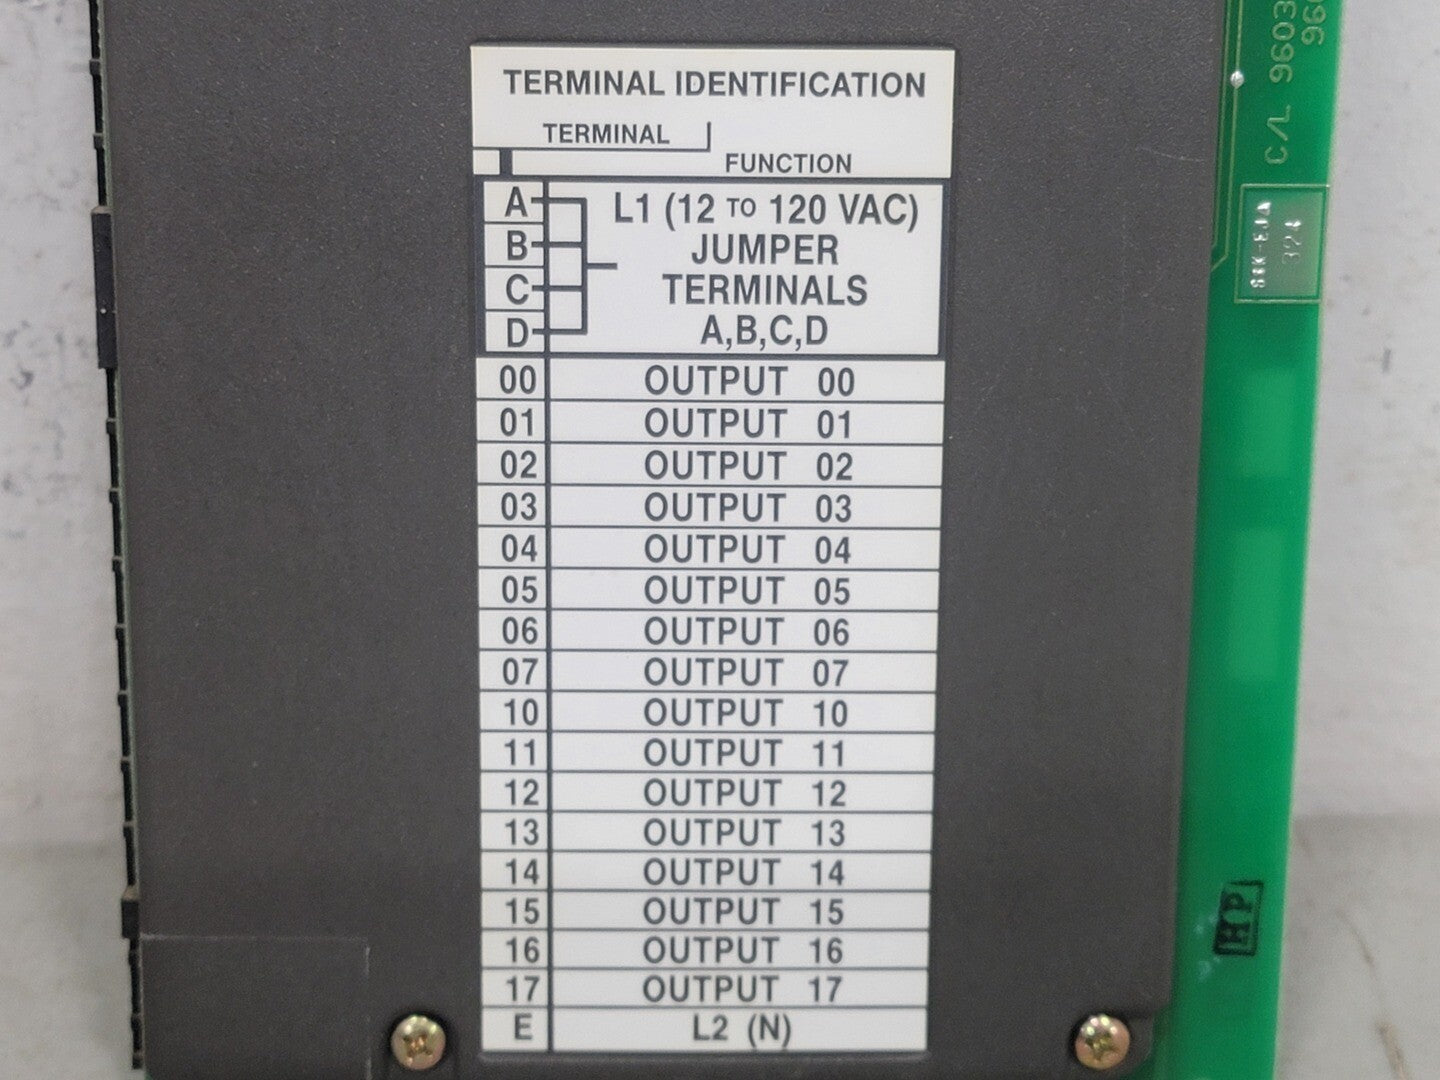 TERMINAL IDENTIFICATION
TERMINAL
FUNCTION
A
B
C
D
L1 (12 TO 120 VAC)
JUMPER
TERMINALS
A,B,C,D
00 OUTPUT 00
01 OUTPUT 01
02 OUTPUT 02
03 OUTPUT 03
04 OUTPUT 04
05 OUTPUT 05
06 OUTPUT 06
07 OUTPUT 07
10 OUTPUT 10
11 OUTPUT 11
12 OUTPUT 12
13 OUTPUT 13
14 OUTPUT 14
15 OUTPUT 15
16 OUTPUT 16
17 OUTPUT 17
E L2 (N)
C/L 9603
960
324
HP